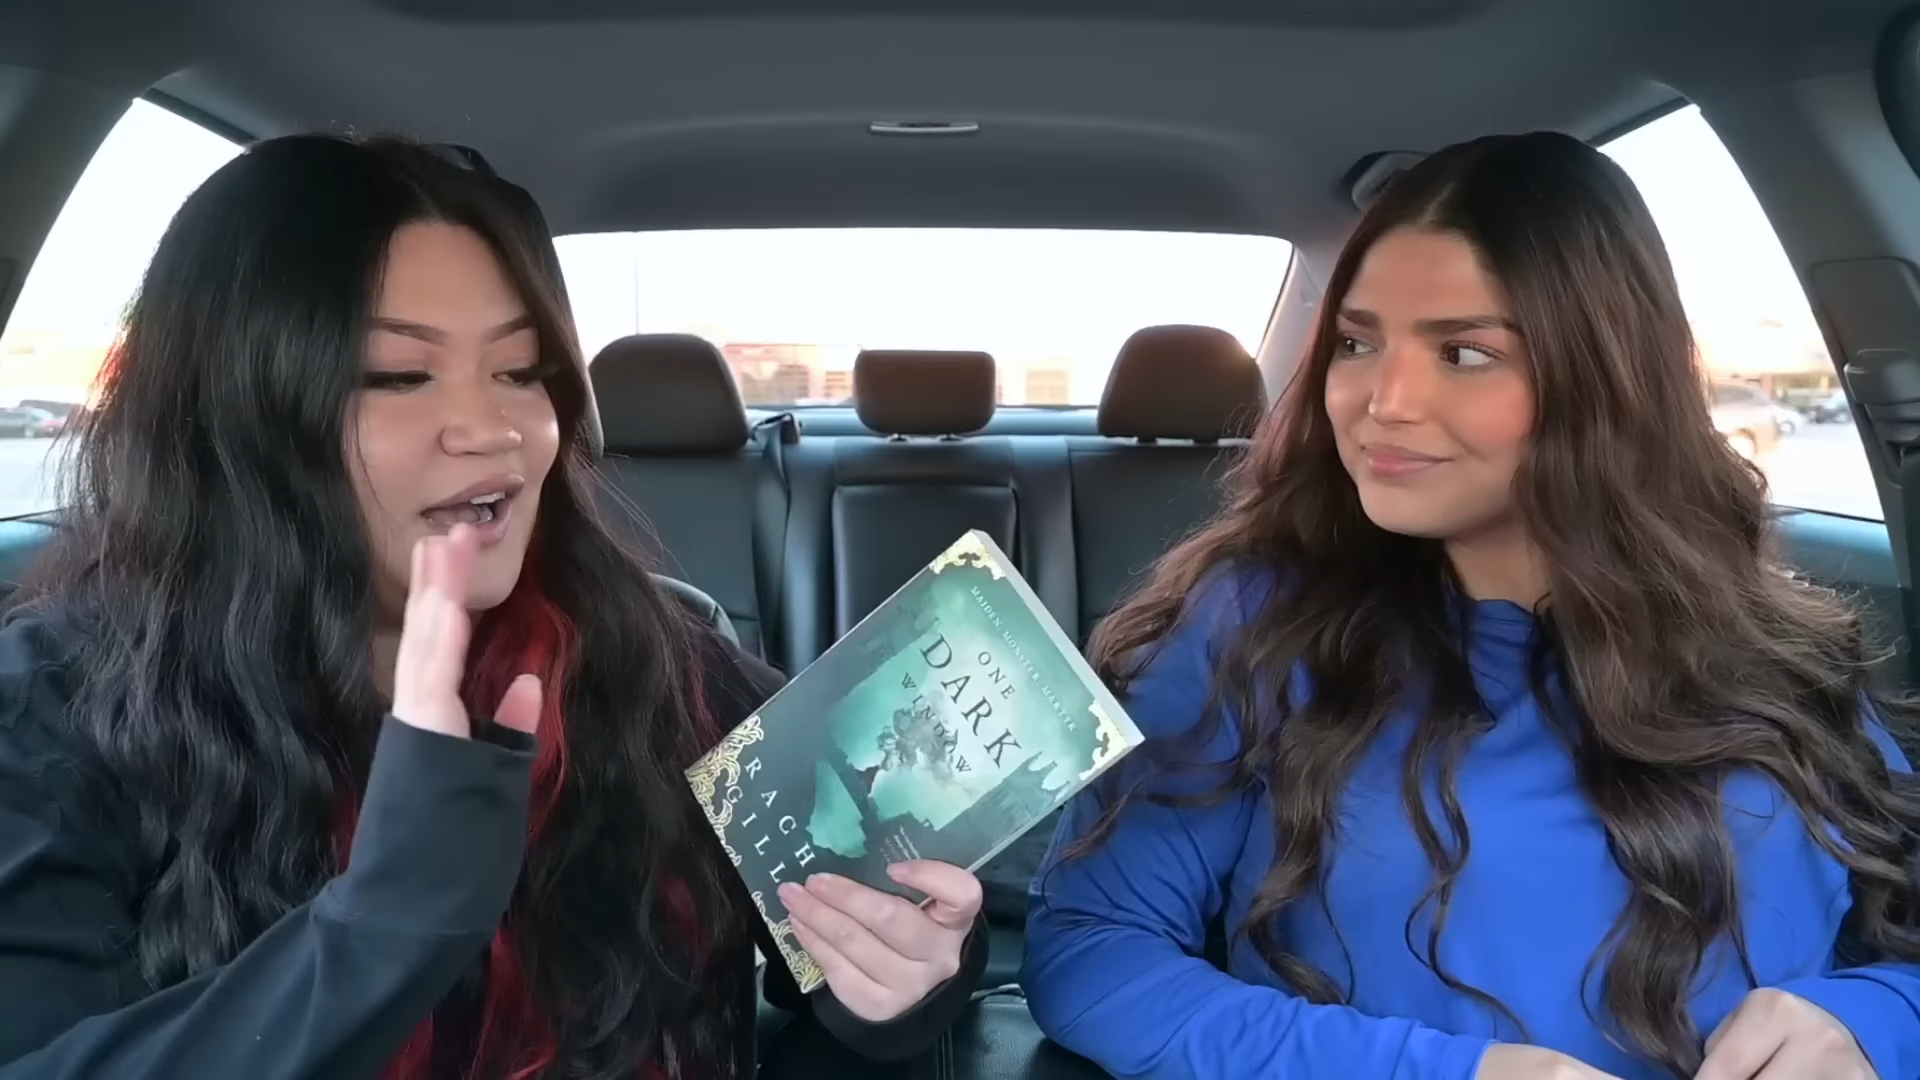 MAIDEN MONSTER MARTYR
ONE
DARK
WINDOW
RACH
GILL